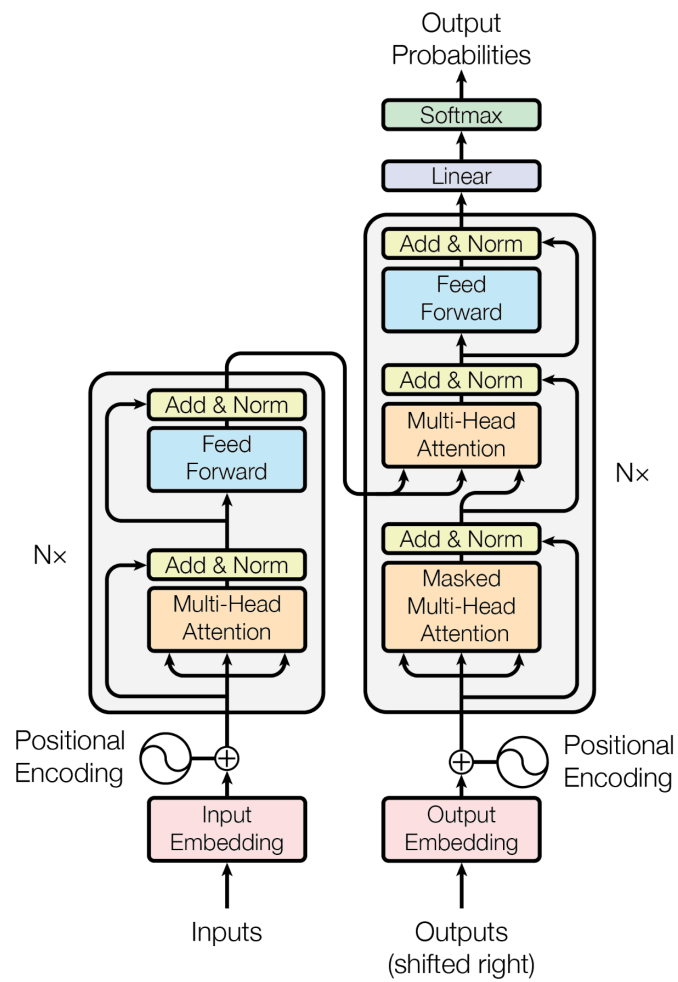 Output
Probabilities
Softmax
Linear
Add & Norm
Feed
Forward
Add & Norm
Multi-Head
Attention
Add & Norm
Masked
Multi-Head
Attention
Nx
Positional
Encoding
Output
Embedding
Outputs
(shifted right)
Add & Norm
Feed
Forward
Add & Norm
Multi-Head
Attention
Nx
Positional
Encoding
Input
Embedding
Inputs